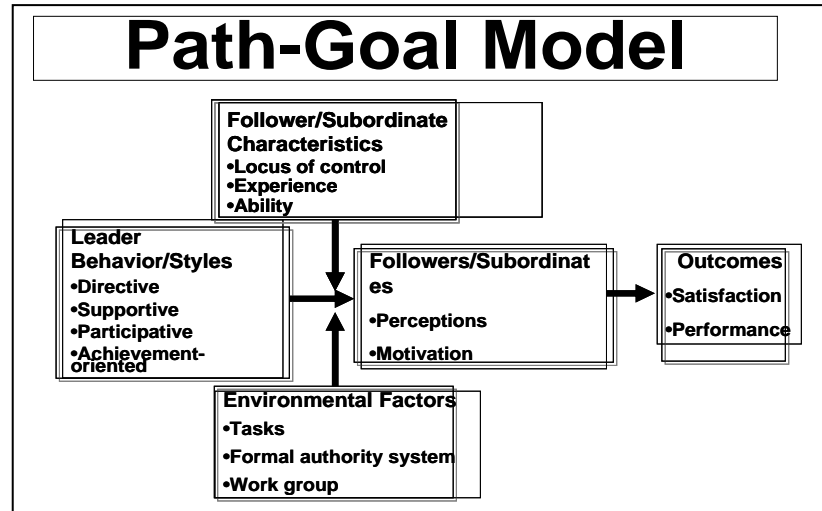 Path-Goal Model
Follower/Subordinate
Characteristics
•Locus of control
•Experience
•Ability
Leader
Behavior/Styles
•Directive
•Supportive
•Participative
•Achievement-
oriented
Followers/Subordinat
es
•Perceptions
•Motivation
Outcomes
•Satisfaction
•Performance
Environmental Factors
•Tasks
•Formal authority system
•Work group